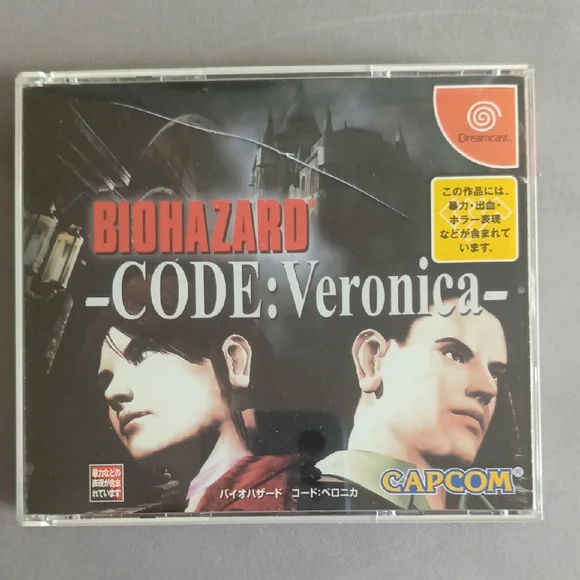 Dreamcast
この作品には、
暴力・出血・
ホラー表現
などが含まれて
います。
BIOHAZARD
-CODE:Veronica-
暴力などの
表現が含ま
れています
バイオハザード コード:ベロニカ
CAPCOM®